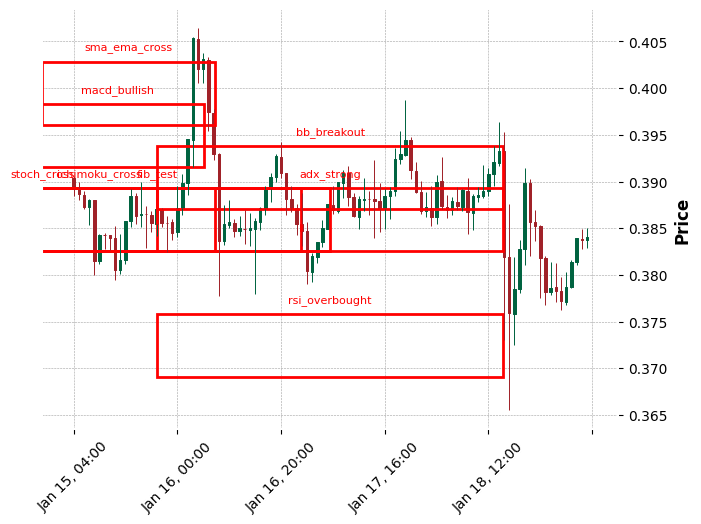 sma_ema_cross
macd_bullish
bb_breakout
stoch_cross
ichimoku_cross
fib_test
adx_strong
rsi_overbought
0.405
0.400
0.395
0.390
0.385
0.380
0.375
0.370
0.365
Price
Jan 15, 04:00
Jan 16, 00:00
Jan 16, 20:00
Jan 17, 16:00
Jan 18, 12:00